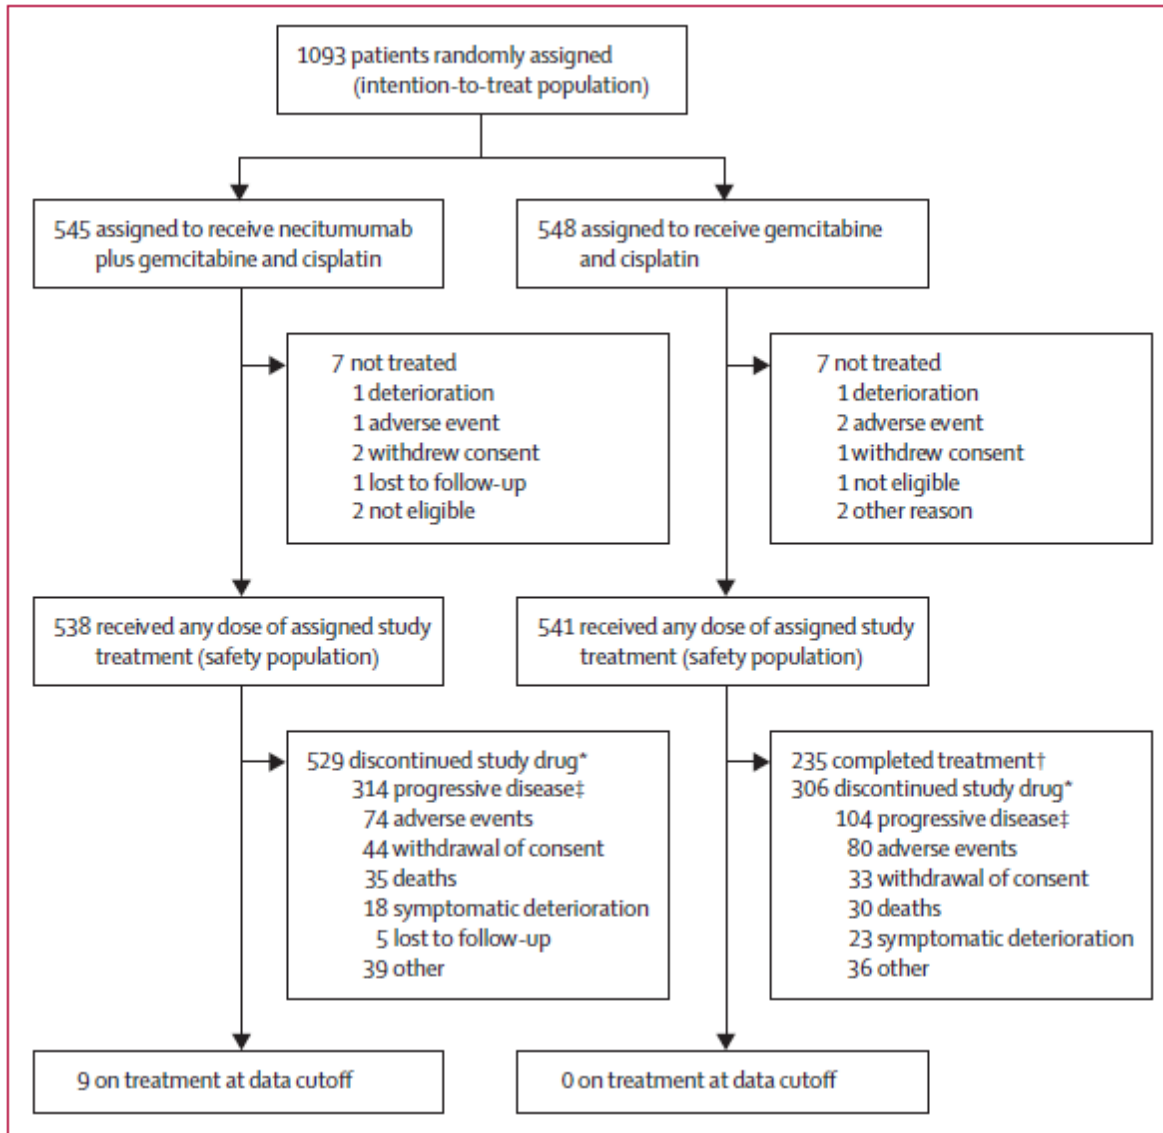 1093 patients randomly assigned
(intention-to-treat population)
545 assigned to receive necitumumab
plus gemcitabine and cisplatin
548 assigned to receive gemcitabine
and cisplatin
7 not treated
1 deterioration
1 adverse event
2 withdrew consent
1 lost to follow-up
2 not eligible
7 not treated
1 deterioration
2 adverse event
1 withdrew consent
1 not eligible
2 other reason
538 received any dose of assigned study
treatment (safety population)
541 received any dose of assigned study
treatment (safety population)
529 discontinued study drug*
314 progressive disease‡
74 adverse events
44 withdrawal of consent
35 deaths
18 symptomatic deterioration
5 lost to follow-up
39 other
235 completed treatment†
306 discontinued study drug*
104 progressive disease‡
80 adverse events
33 withdrawal of consent
30 deaths
23 symptomatic deterioration
36 other
9 on treatment at data cutoff
0 on treatment at data cutoff